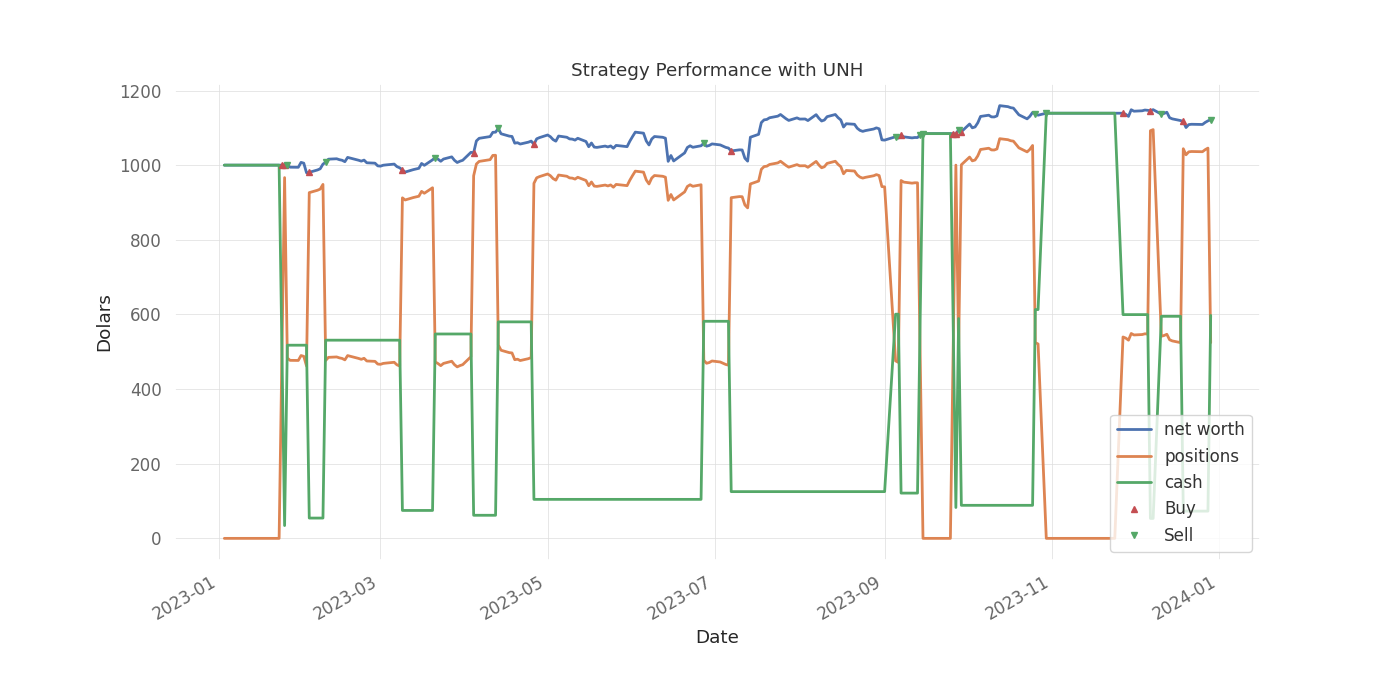 Strategy Performance with UNH
1200
1000
800
600
400
200
0
Dolars
2023-01
2023-03
2023-05
2023-07
2023-09
2023-11
2024-01
Date
net worth
positions
cash
Buy
Sell